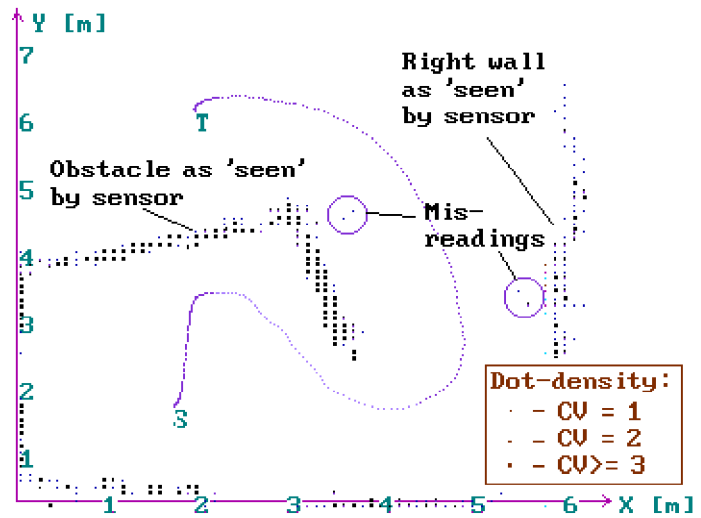 Y [m]
7
Right wall
as 'seen'
by sensor
6
T
Obstacle as 'seen'
by sensor
5
Mis-
readings
4
3
2
S
Dot-density:
· - CV = 1
· - CV = 2
· - CV>= 3
1
1 2 3 4 5 6 X [m]